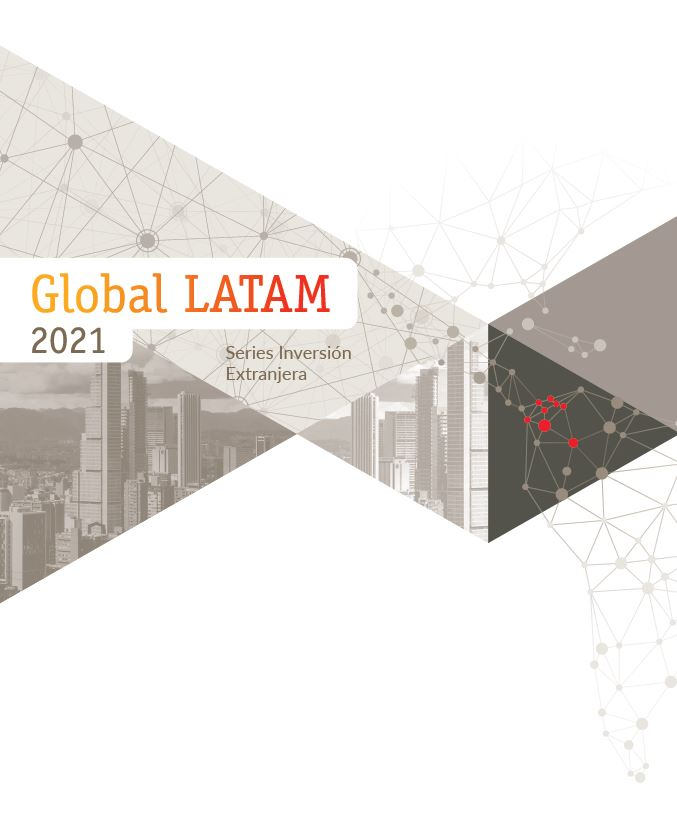 Global LATAM
2021
Series Inversión
Extranjera